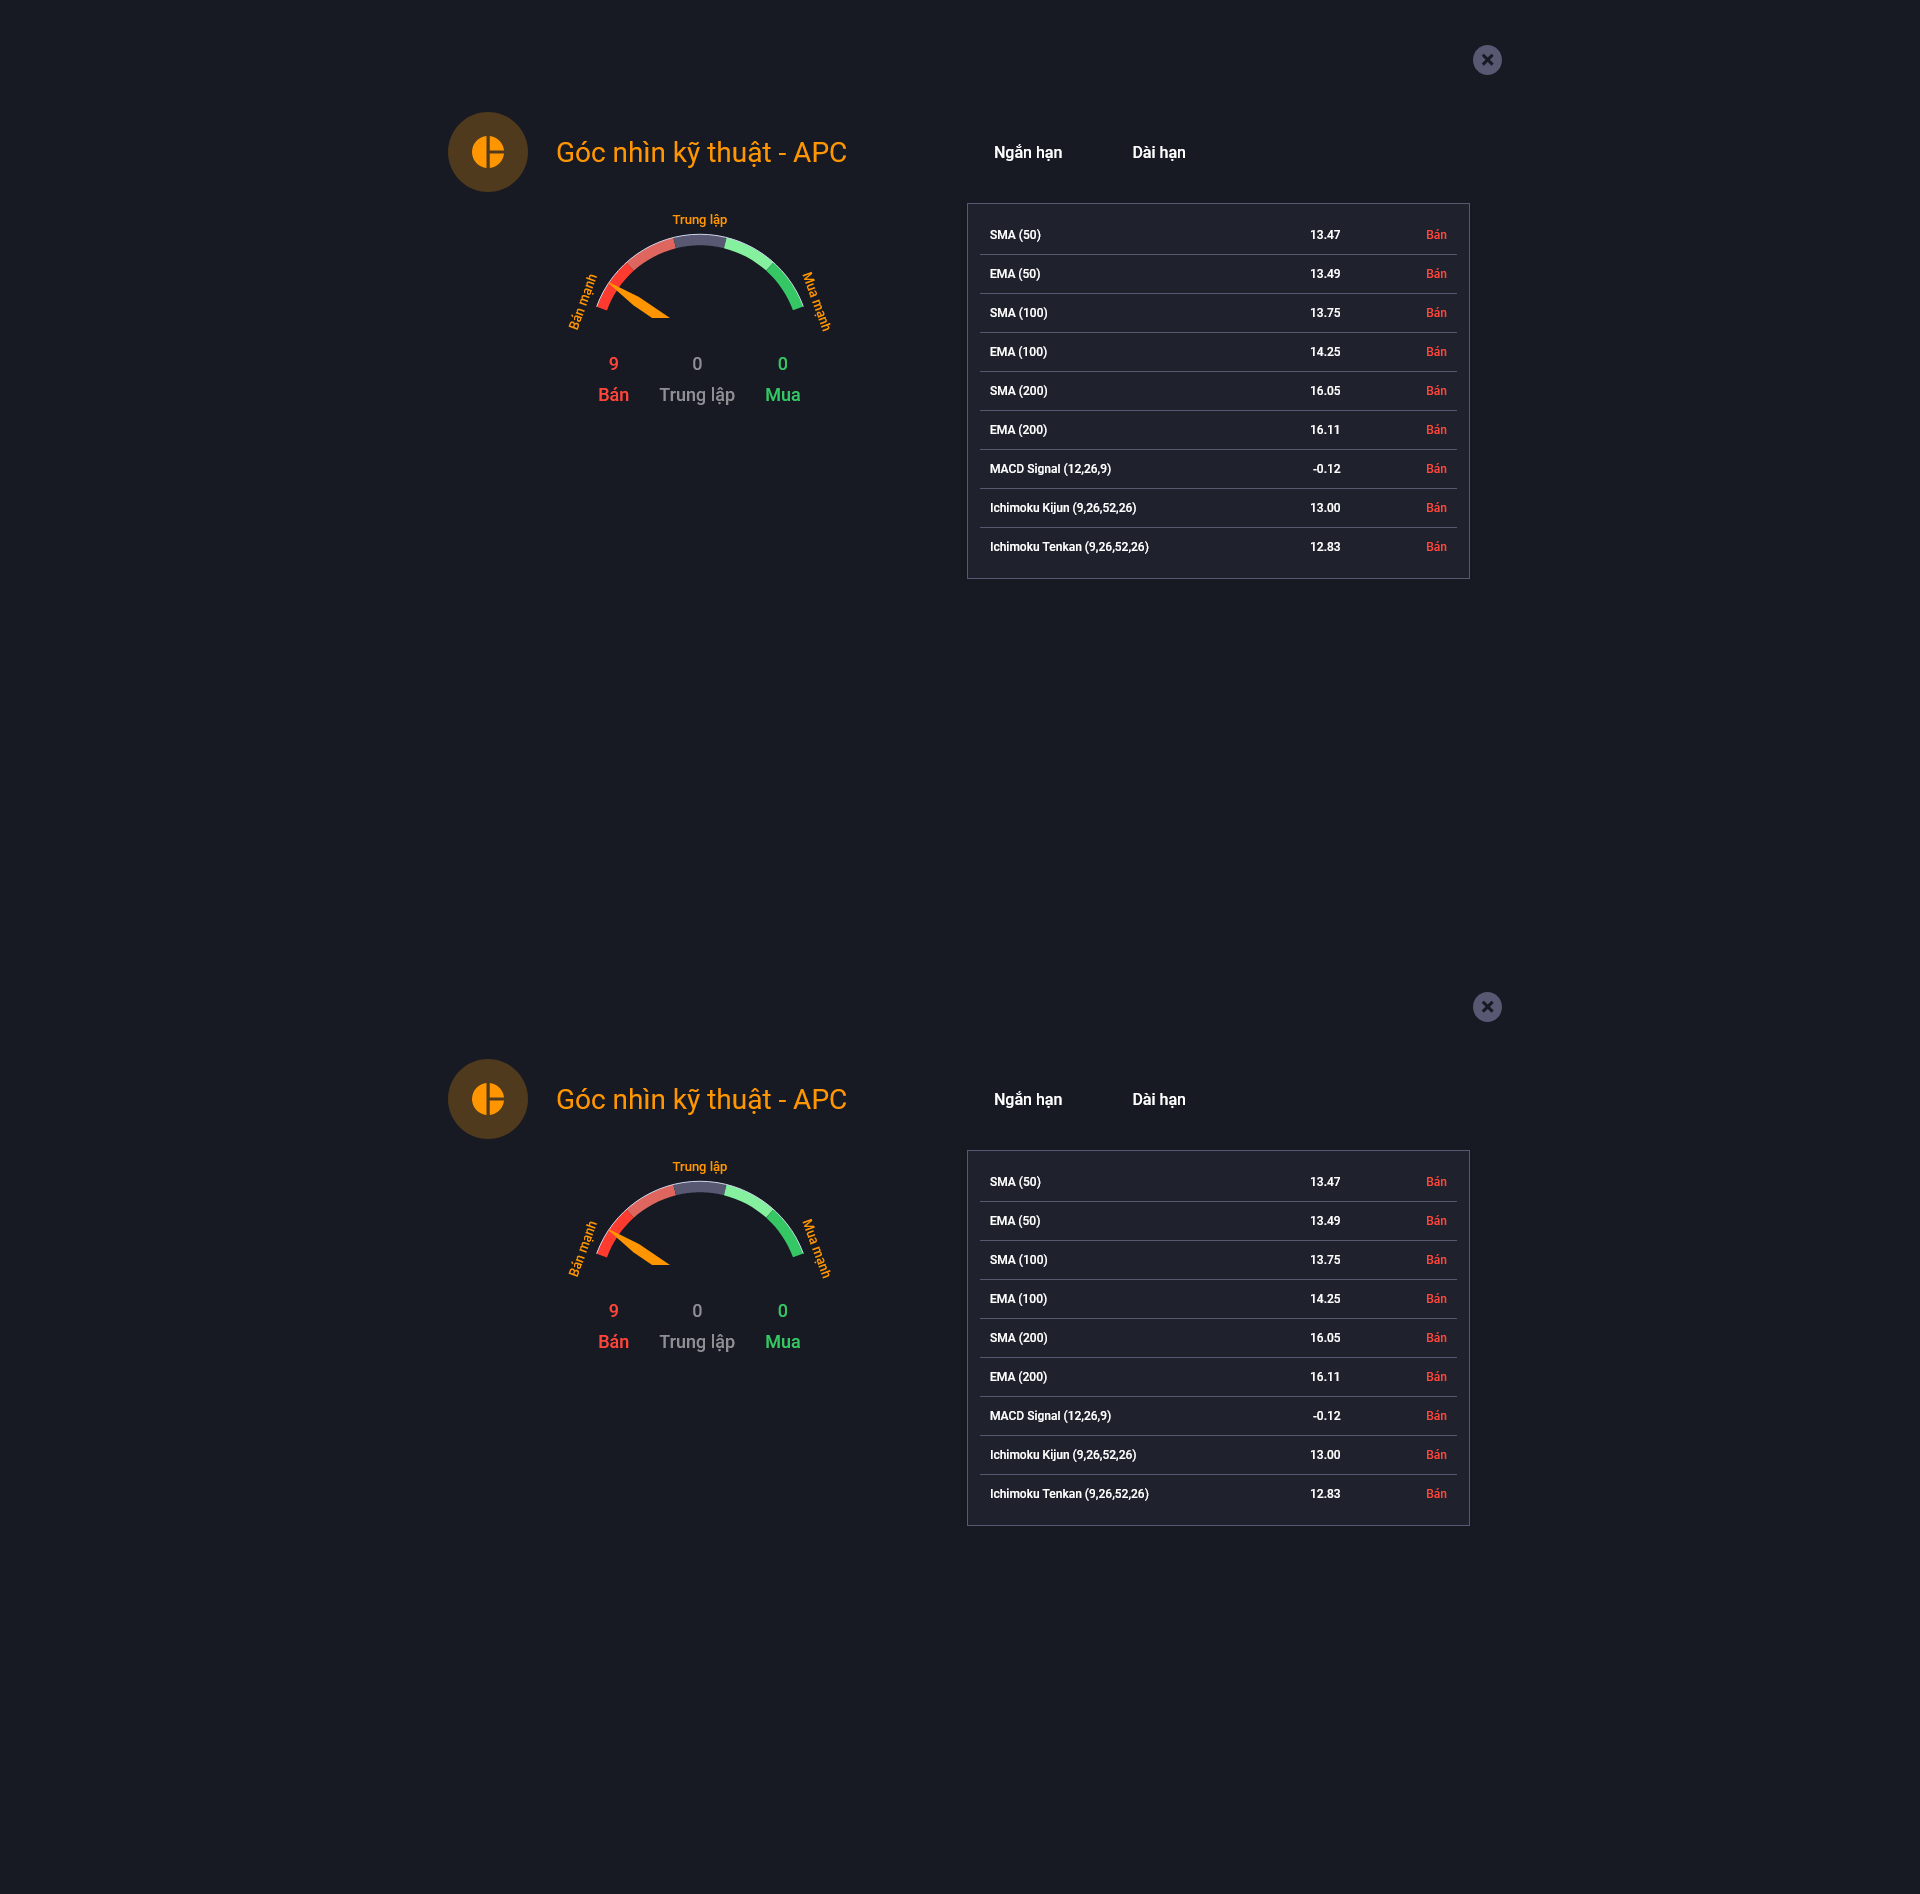 Góc nhìn kỹ thuật - APC
Ngắn hạn Dài hạn
Trung lập
Bán mạnh
Mua mạnh
9 0 0
Bán Trung lập Mua
SMA (50) 13.47 Bán
EMA (50) 13.49 Bán
SMA (100) 13.75 Bán
EMA (100) 14.25 Bán
SMA (200) 16.05 Bán
EMA (200) 16.11 Bán
MACD Signal (12,26,9) -0.12 Bán
Ichimoku Kijun (9,26,52,26) 13.00 Bán
Ichimoku Tenkan (9,26,52,26) 12.83 Bán
Góc nhìn kỹ thuật - APC
Ngắn hạn Dài hạn
Trung lập
Bán mạnh
Mua mạnh
9 0 0
Bán Trung lập Mua
SMA (50) 13.47 Bán
EMA (50) 13.49 Bán
SMA (100) 13.75 Bán
EMA (100) 14.25 Bán
SMA (200) 16.05 Bán
EMA (200) 16.11 Bán
MACD Signal (12,26,9) -0.12 Bán
Ichimoku Kijun (9,26,52,26) 13.00 Bán
Ichimoku Tenkan (9,26,52,26) 12.83 Bán